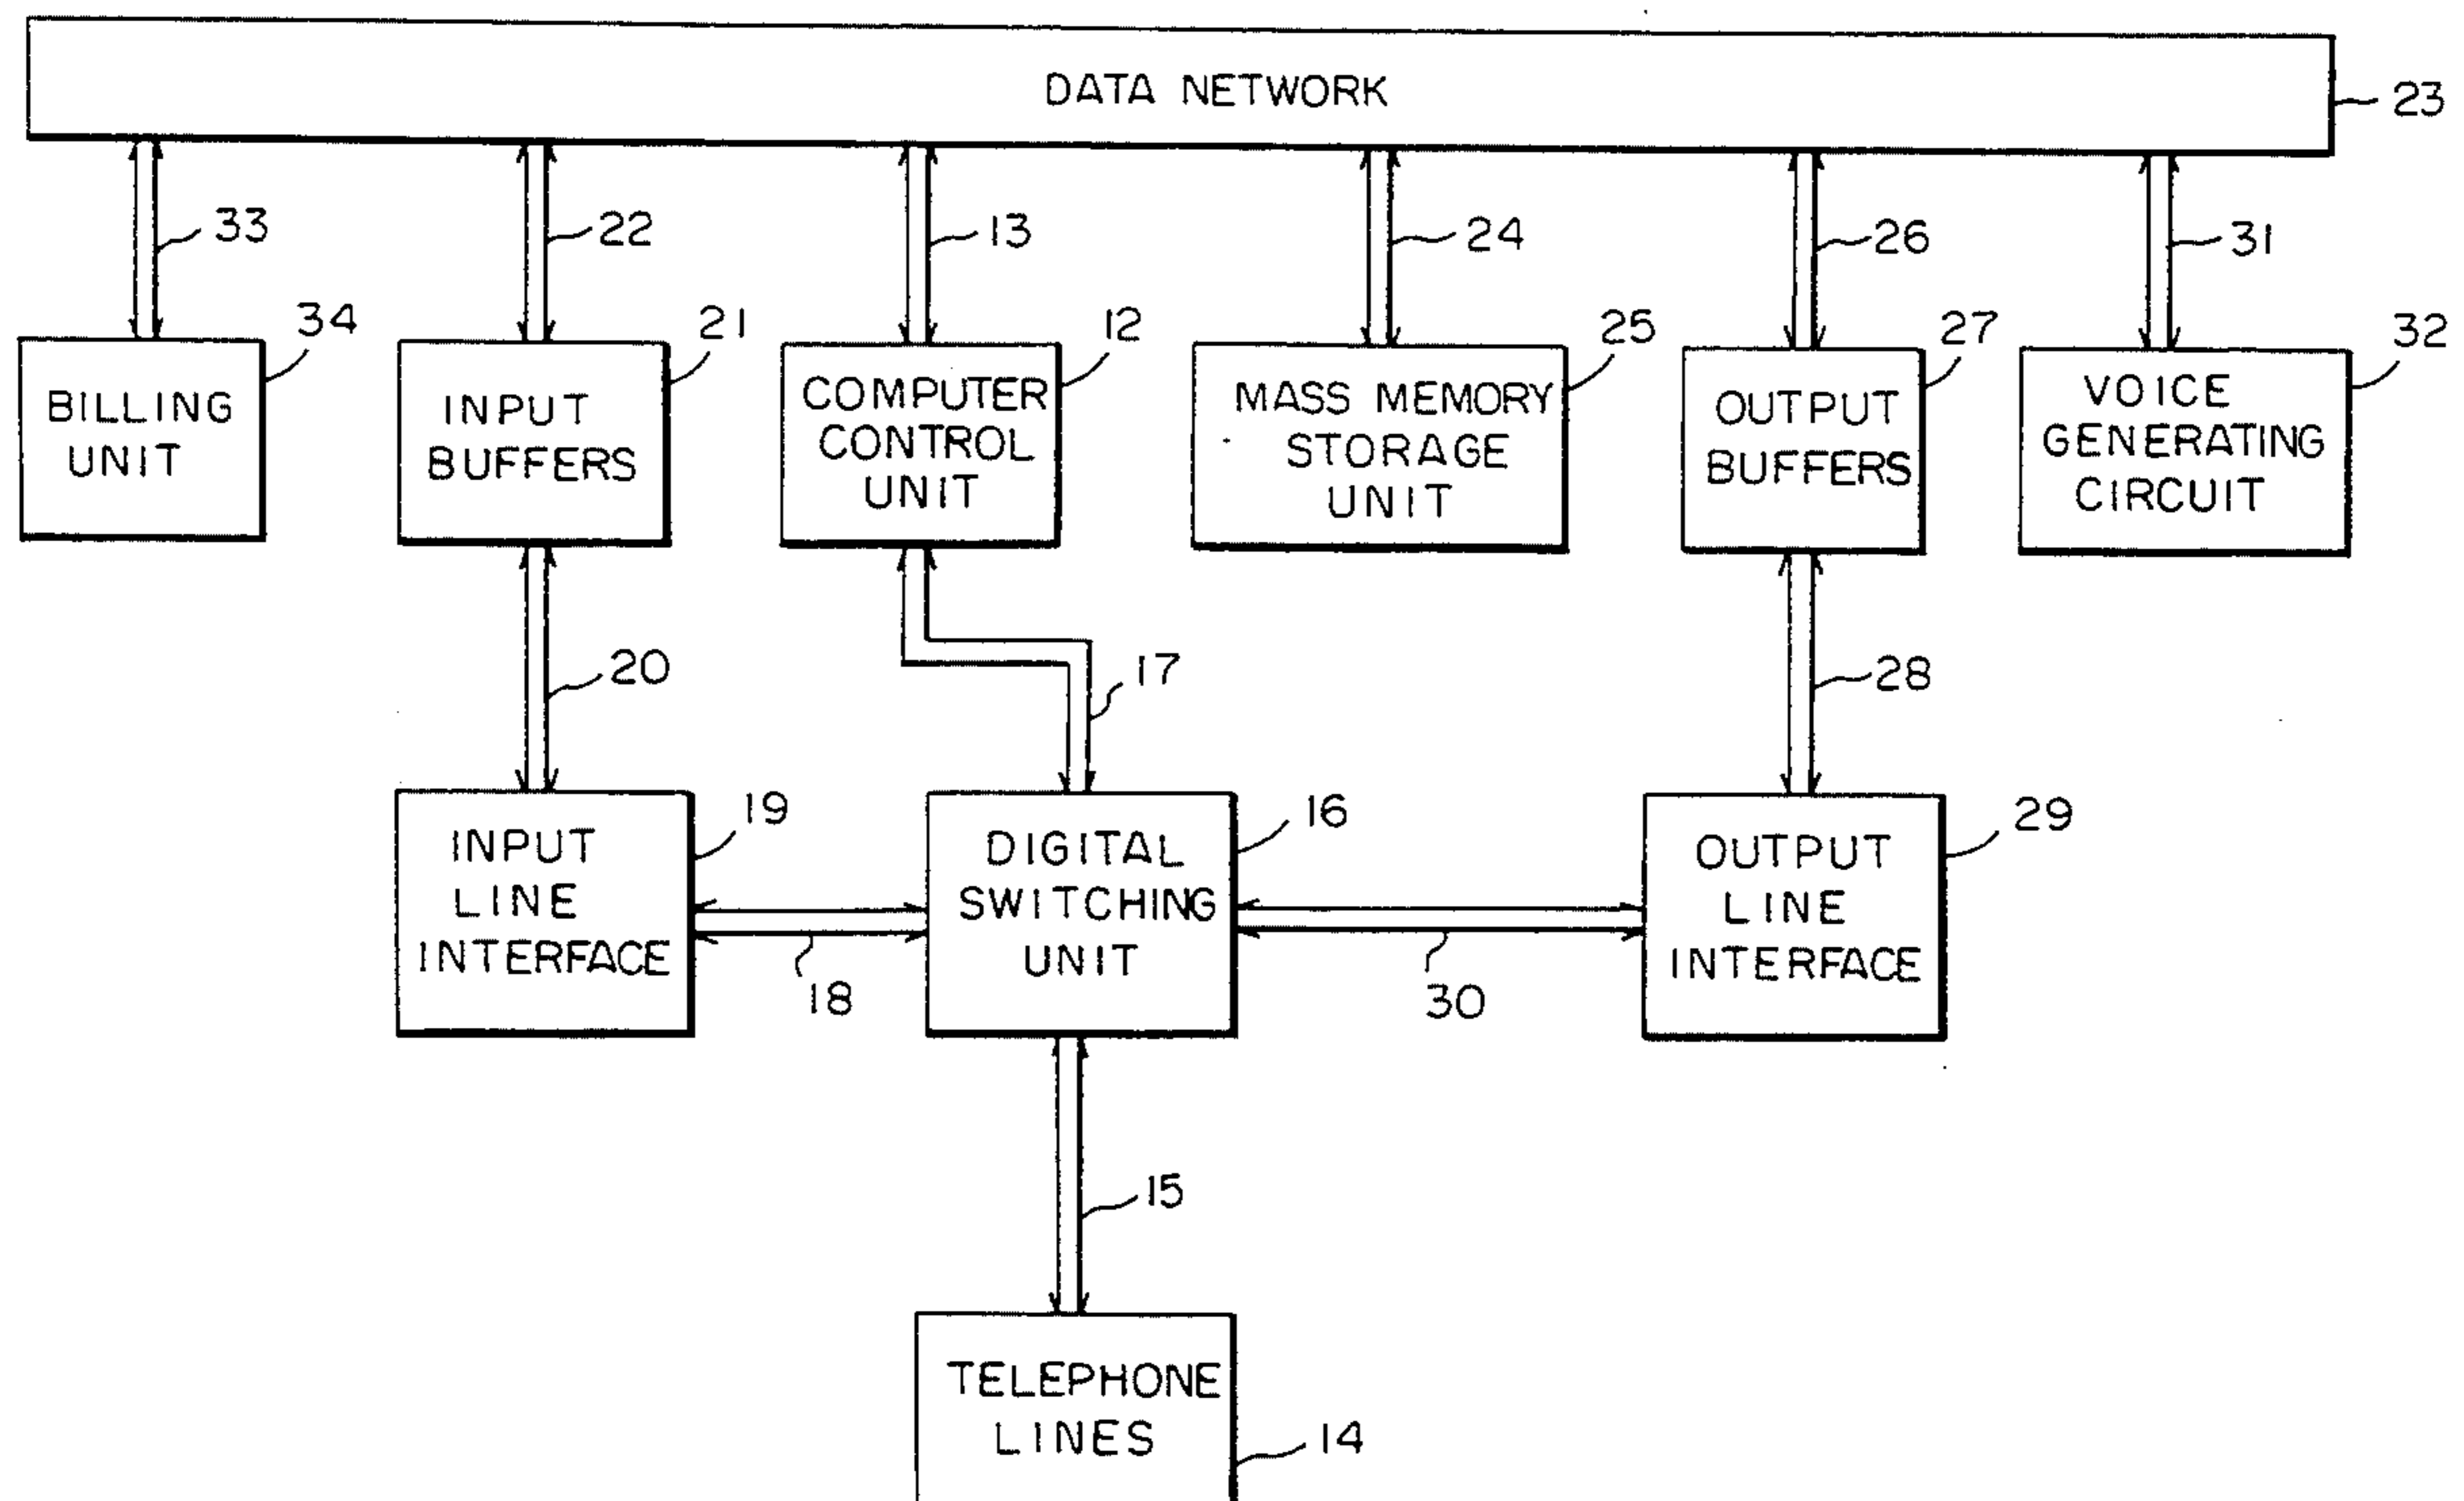 DATA NETWORK
23
33
22
13
24
26
31
34
21
12
25
27
32
BILLING
UNIT
INPUT
BUFFERS
COMPUTER
CONTROL
UNIT
MASS MEMORY
STORAGE
UNIT
OUTPUT
BUFFERS
VOICE
GENERATING
CIRCUIT
20
17
28
19
16
29
INPUT
LINE
INTERFACE
DIGITAL
SWITCHING
UNIT
OUTPUT
LINE
INTERFACE
18
30
15
TELEPHONE
LINES
14